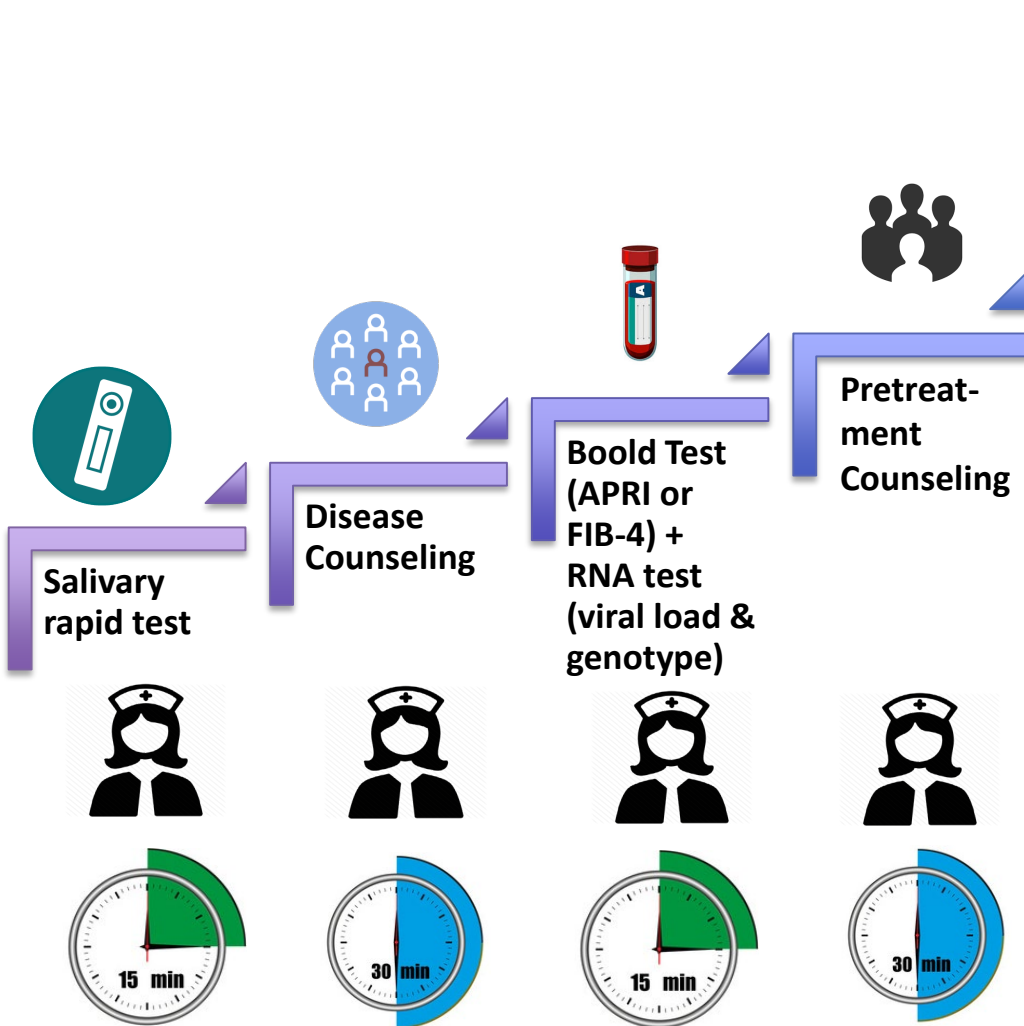 Salivary
rapid test
Disease
Counseling
Boold Test
(APRI or
FIB-4) +
RNA test
(viral load &
genotype)
Pretreat-
ment
Counseling
15 min
30 min
15 min
30 min